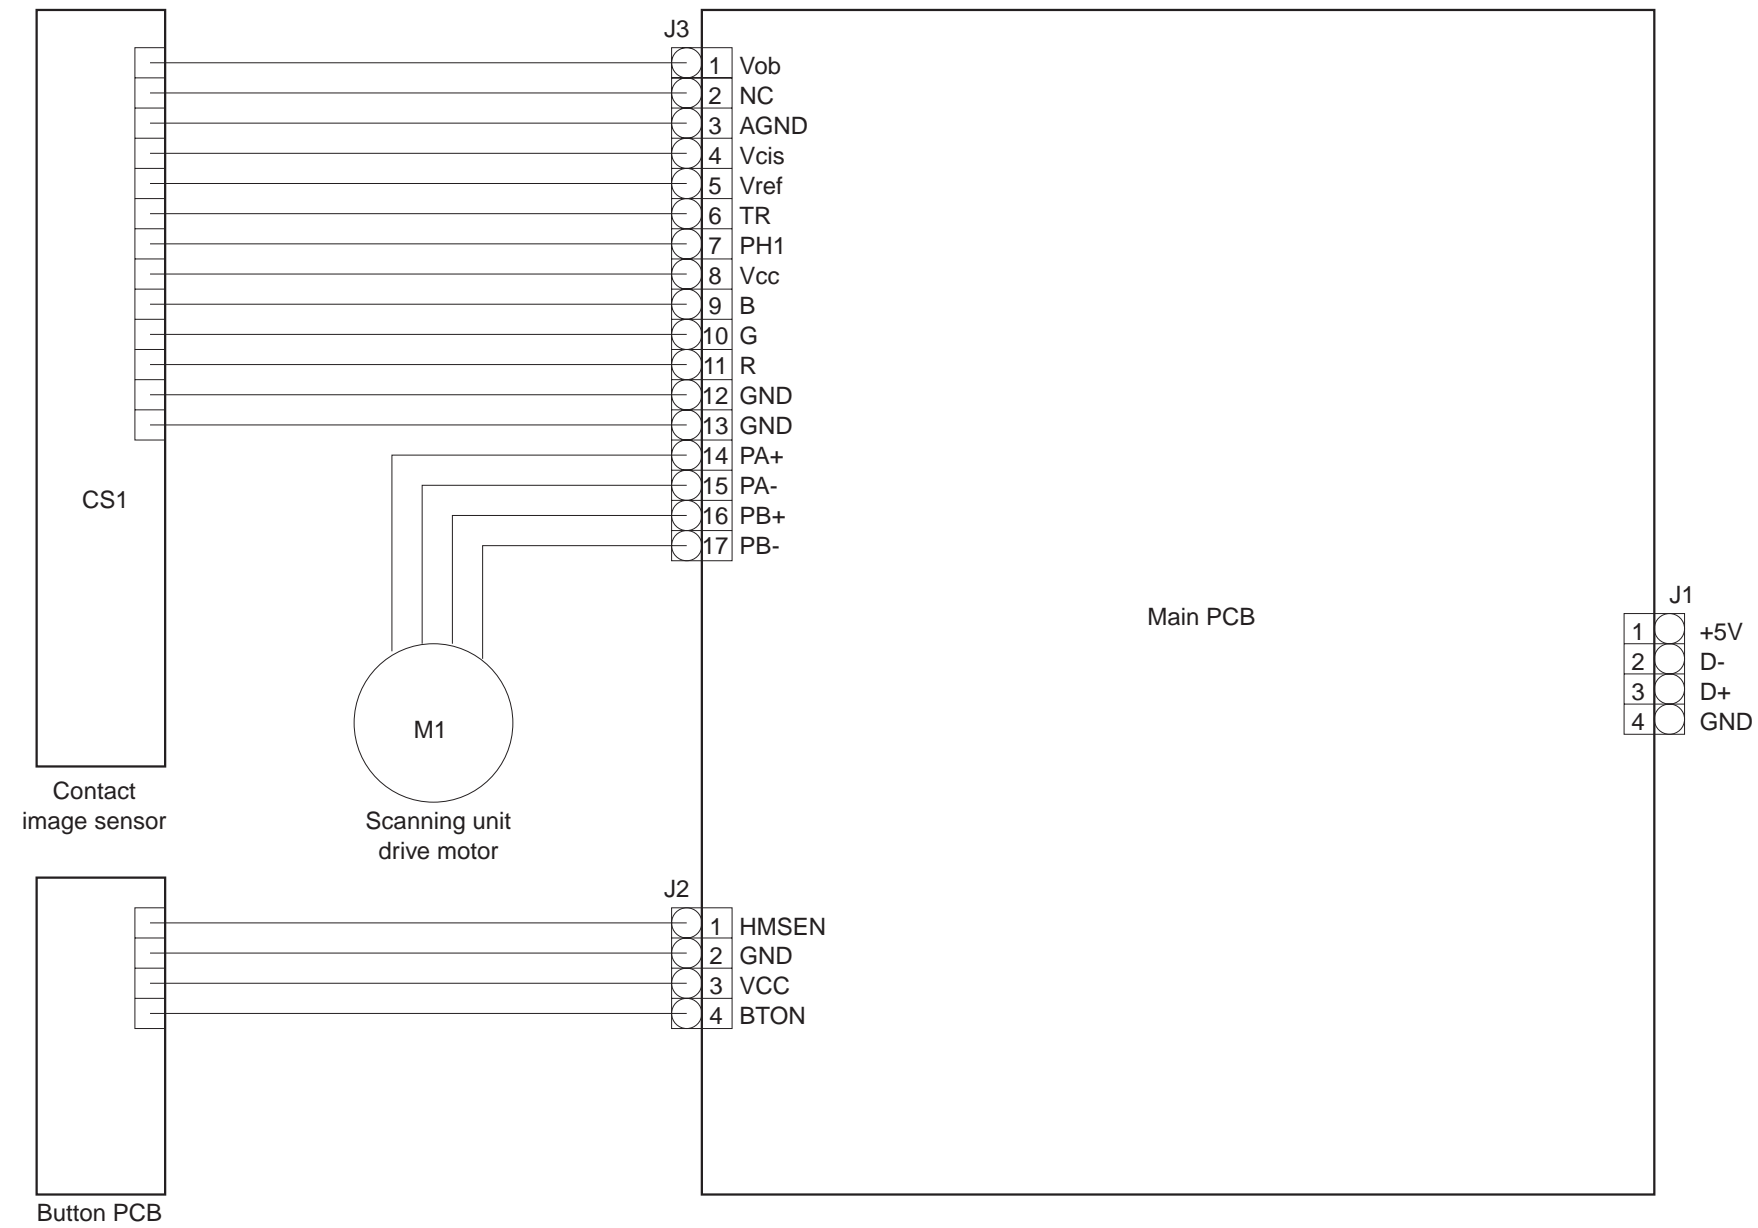 J3
1 Vob
2 NC
3 AGND
4 Vcis
5 Vref
6 TR
7 PH1
8 Vcc
9 B
10 G
11 R
12 GND
13 GND
14 PA+
15 PA-
16 PB+
17 PB-
CS1
Contact
image sensor
M1
Scanning unit
drive motor
Main PCB
J1
1 +5V
2 D-
3 D+
4 GND
J2
1 HMSEN
2 GND
3 VCC
4 BTON
Button PCB